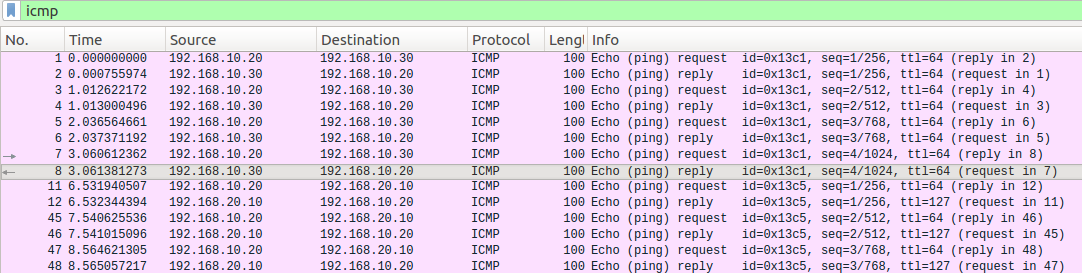 icmp
No. Time Source Destination Protocol Lengt Info
1 0.000000000 192.168.10.20 192.168.10.30 ICMP 100 Echo (ping) request id=0x13c1, seq=1/256, ttl=64 (reply in 2)
2 0.000755974 192.168.10.30 192.168.10.20 ICMP 100 Echo (ping) reply id=0x13c1, seq=1/256, ttl=64 (request in 1)
3 1.012622172 192.168.10.20 192.168.10.30 ICMP 100 Echo (ping) request id=0x13c1, seq=2/512, ttl=64 (reply in 4)
4 1.013000496 192.168.10.30 192.168.10.20 ICMP 100 Echo (ping) reply id=0x13c1, seq=2/512, ttl=64 (request in 3)
5 2.036564661 192.168.10.20 192.168.10.30 ICMP 100 Echo (ping) request id=0x13c1, seq=3/768, ttl=64 (reply in 6)
6 2.037371192 192.168.10.30 192.168.10.20 ICMP 100 Echo (ping) reply id=0x13c1, seq=3/768, ttl=64 (request in 5)
7 3.060612362 192.168.10.20 192.168.10.30 ICMP 100 Echo (ping) request id=0x13c1, seq=4/1024, ttl=64 (reply in 8)
8 3.061381273 192.168.10.30 192.168.10.20 ICMP 100 Echo (ping) reply id=0x13c1, seq=4/1024, ttl=64 (request in 7)
11 6.531940507 192.168.10.20 192.168.20.10 ICMP 100 Echo (ping) request id=0x13c5, seq=1/256, ttl=64 (reply in 12)
12 6.532344394 192.168.20.10 192.168.10.20 ICMP 100 Echo (ping) reply id=0x13c5, seq=1/256, ttl=127 (request in 11)
45 7.540625536 192.168.10.20 192.168.20.10 ICMP 100 Echo (ping) request id=0x13c5, seq=2/512, ttl=64 (reply in 46)
46 7.541015096 192.168.20.10 192.168.10.20 ICMP 100 Echo (ping) reply id=0x13c5, seq=2/512, ttl=127 (request in 45)
47 8.564621305 192.168.10.20 192.168.20.10 ICMP 100 Echo (ping) request id=0x13c5, seq=3/768, ttl=64 (reply in 48)
48 8.565057217 192.168.20.10 192.168.10.20 ICMP 100 Echo (ping) reply id=0x13c5, seq=3/768, ttl=127 (request in 47)